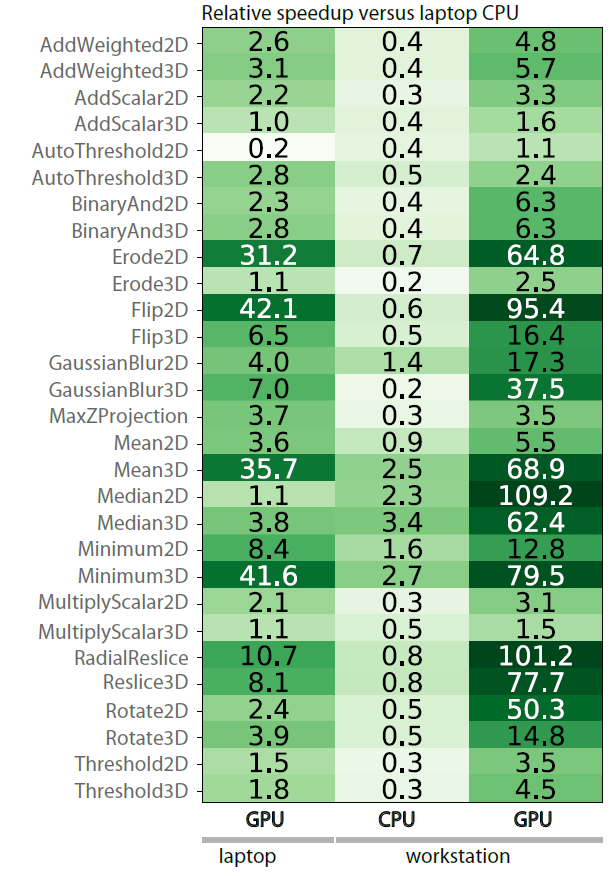 Relative speedup versus laptop CPU
AddWeighted2D 2.6 0.4 4.8
AddWeighted3D 3.1 0.4 5.7
AddScalar2D 2.2 0.3 3.3
AddScalar3D 1.0 0.4 1.6
AutoThreshold2D 0.2 0.4 1.1
AutoThreshold3D 2.8 0.5 2.4
BinaryAnd2D 2.3 0.4 6.3
BinaryAnd3D 2.8 0.4 6.3
Erode2D 31.2 0.7 64.8
Erode3D 1.1 0.2 2.5
Flip2D 42.1 0.6 95.4
Flip3D 6.5 0.5 16.4
GaussianBlur2D 4.0 1.4 17.3
GaussianBlur3D 7.0 0.2 37.5
MaxZProjection 3.7 0.3 3.5
Mean2D 3.6 0.9 5.5
Mean3D 35.7 2.5 68.9
Median2D 1.1 2.3 109.2
Median3D 3.8 3.4 62.4
Minimum2D 8.4 1.6 12.8
Minimum3D 41.6 2.7 79.5
MultiplyScalar2D 2.1 0.3 3.1
MultiplyScalar3D 1.1 0.5 1.5
RadialReslice 10.7 0.8 101.2
Reslice3D 8.1 0.8 77.7
Rotate2D 2.4 0.5 50.3
Rotate3D 3.9 0.5 14.8
Threshold2D 1.5 0.3 3.5
Threshold3D 1.8 0.3 4.5
GPU CPU GPU
laptop workstation